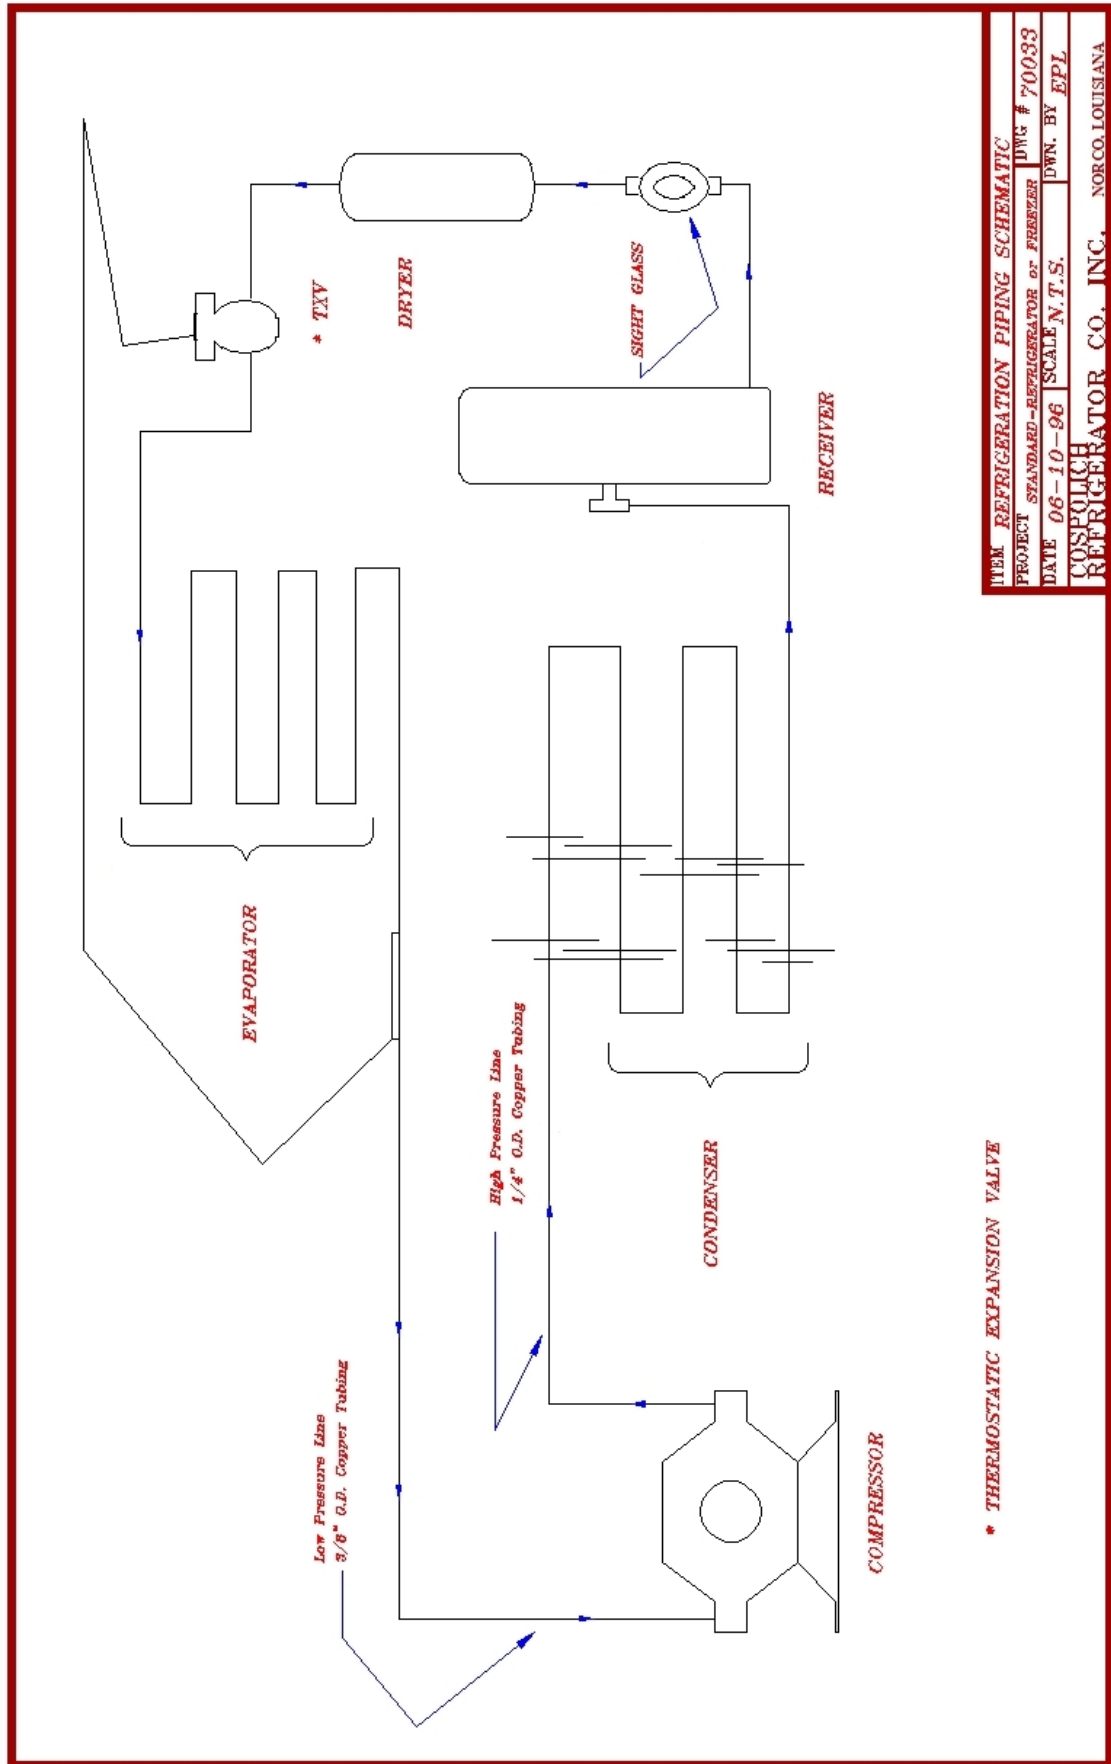 * TXV
DRYER
SIGHT GLASS
EVAPORATOR
RECEIVER
Low Pressure Line
3/8" O.D. Copper Tubing
High Pressure Line
1/4" O.D. Copper Tubing
CONDENSER
COMPRESSOR
* THERMOSTATIC EXPANSION VALVE
ITEM REFRIGERATION PIPING SCHEMATIC
PROJECT STANDARD-REFRIGERATOR or FREEZER DWG # 70033
DATE 06-10-96 SCALE N.T.S. DWN. BY EPL
COSPOLICH
REFRIGERATOR CO. INC. NORCO, LOUISIANA